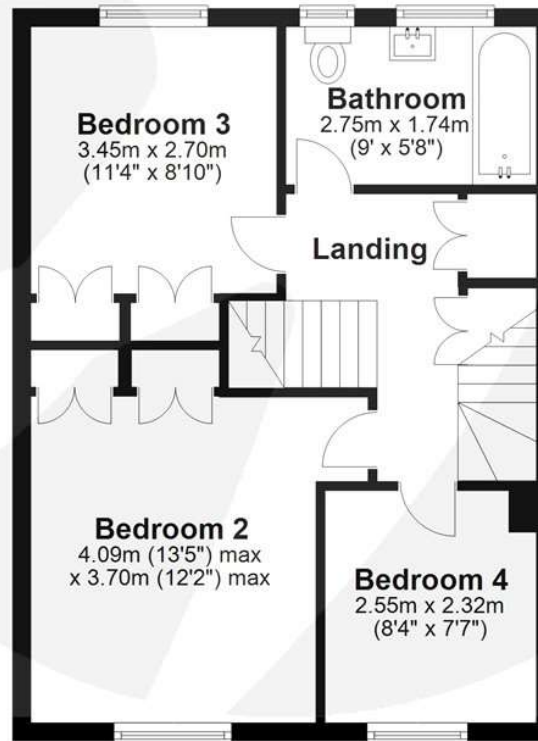 Bedroom 3
3.45m x 2.70m
(11'4" x 8'10")
Bathroom
2.75m x 1.74m
(9' x 5'8")
Landing
Bedroom 2
4.09m (13'5") max
x 3.70m (12'2") max
Bedroom 4
2.55m x 2.32m
(8'4" x 7'7")